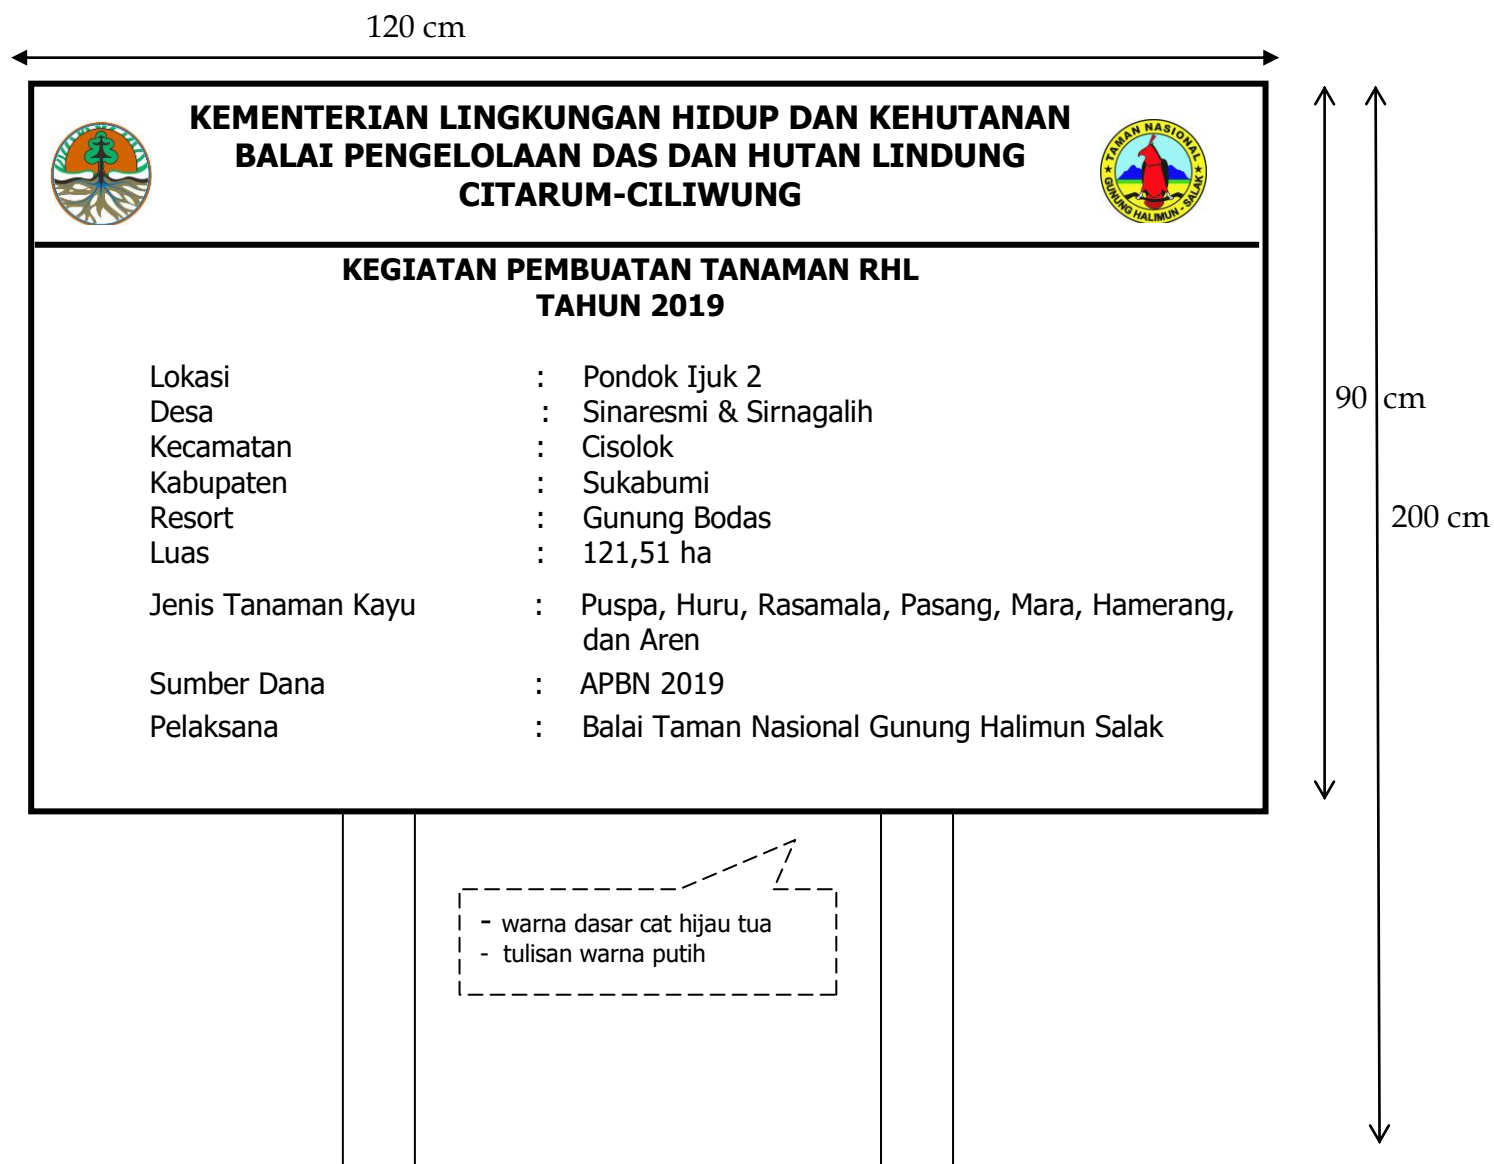 120 cm
KEMENTERIAN LINGKUNGAN HIDUP DAN KEHUTANAN
BALAI PENGELOLAAN DAS DAN HUTAN LINDUNG
CITARUM-CILIWUNG
TAMAN NASIONAL
GUNUNG HALIMUN - SALAK
KEGIATAN PEMBUATAN TANAMAN RHL
TAHUN 2019
Lokasi : Pondok Ijuk 2
Desa : Sinaresmi & Sirnagalih
Kecamatan : Cisolok
Kabupaten : Sukabumi
Resort : Gunung Bodas
Luas : 121,51 ha
Jenis Tanaman Kayu : Puspa, Huru, Rasamala, Pasang, Mara, Hamerang,
dan Aren
Sumber Dana : APBN 2019
Pelaksana : Balai Taman Nasional Gunung Halimun Salak
90 cm
200 cm
- warna dasar cat hijau tua
- tulisan warna putih